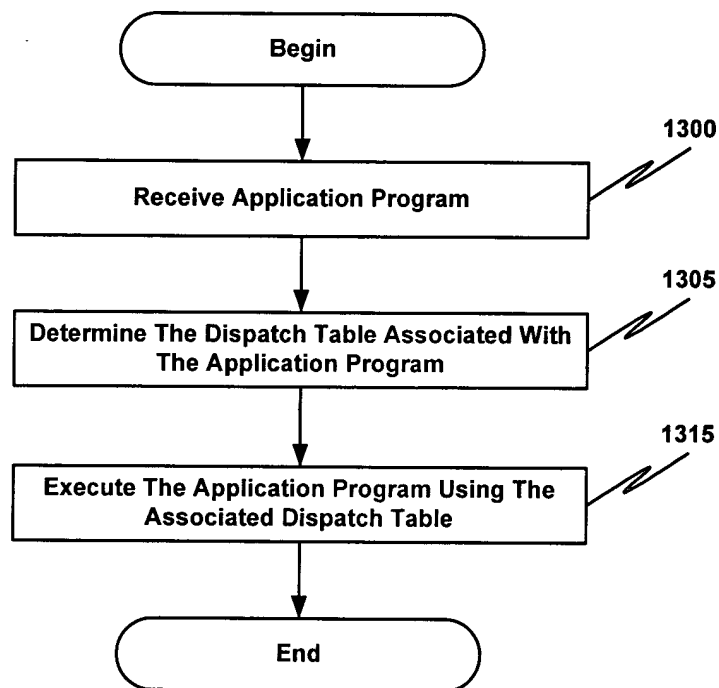 Begin
1300
Receive Application Program
1305
Determine The Dispatch Table Associated With
The Application Program
1315
Execute The Application Program Using The
Associated Dispatch Table
End